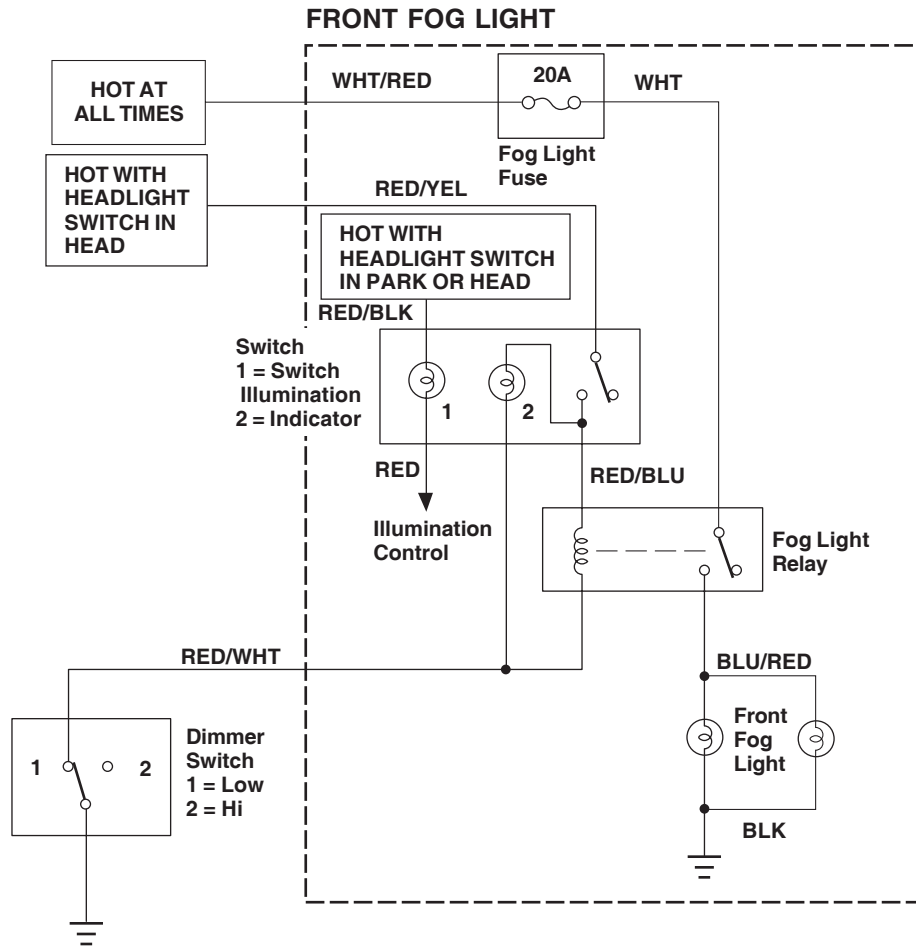 FRONT FOG LIGHT
HOT AT
ALL TIMES
WHT/RED
20A
WHT
Fog Light
Fuse
HOT WITH
HEADLIGHT
SWITCH IN
HEAD
RED/YEL
HOT WITH
HEADLIGHT SWITCH
IN PARK OR HEAD
RED/BLK
Switch
1 = Switch
Illumination
2 = Indicator
1
2
RED
RED/BLU
Illumination
Control
Fog Light
Relay
RED/WHT
BLU/RED
Front
Fog
Light
BLK
1
2
Dimmer
Switch
1 = Low
2 = Hi